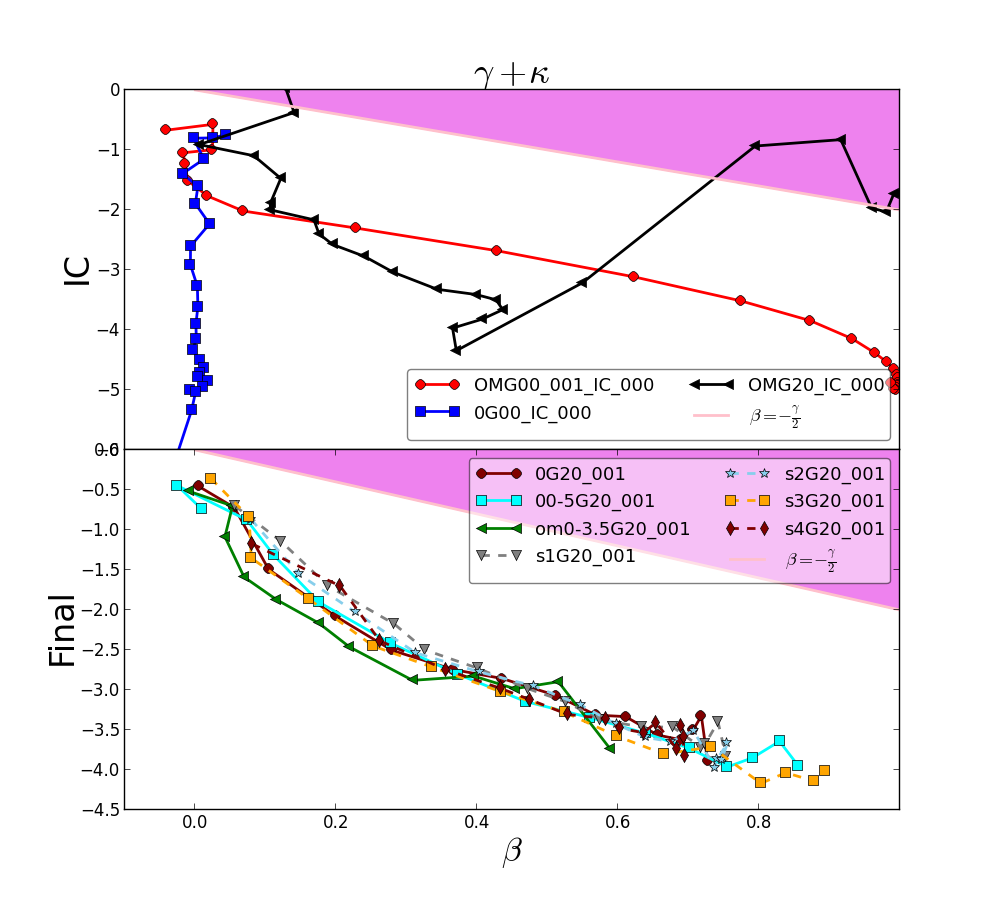 γ + κ
IC
0
−1
−2
−3
−4
−5
OMG00_001_IC_000
0G00_IC_000
OMG20_IC_000
β = −γ/2
Final
0.0
−0.5
−1.0
−1.5
−2.0
−2.5
−3.0
−3.5
−4.0
−4.5
0G20_001
00-5G20_001
om0-3.5G20_001
s1G20_001
s2G20_001
s3G20_001
s4G20_001
β = −γ/2
0.0 0.2 0.4 0.6 0.8
β